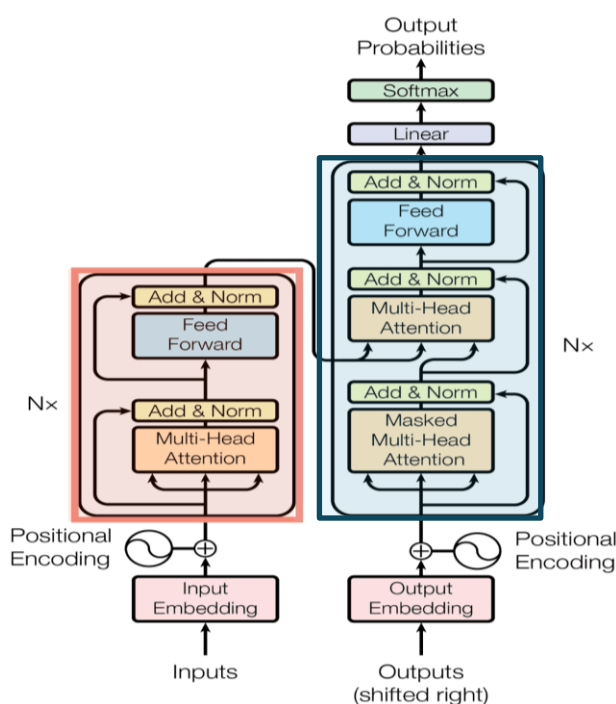 Output
Probabilities
Softmax
Linear
Add & Norm
Feed
Forward
Add & Norm
Multi-Head
Attention
Add & Norm
Masked
Multi-Head
Attention
Nx
Add & Norm
Feed
Forward
Add & Norm
Multi-Head
Attention
Nx
Positional
Encoding
Positional
Encoding
Input
Embedding
Output
Embedding
Inputs
Outputs
(shifted right)